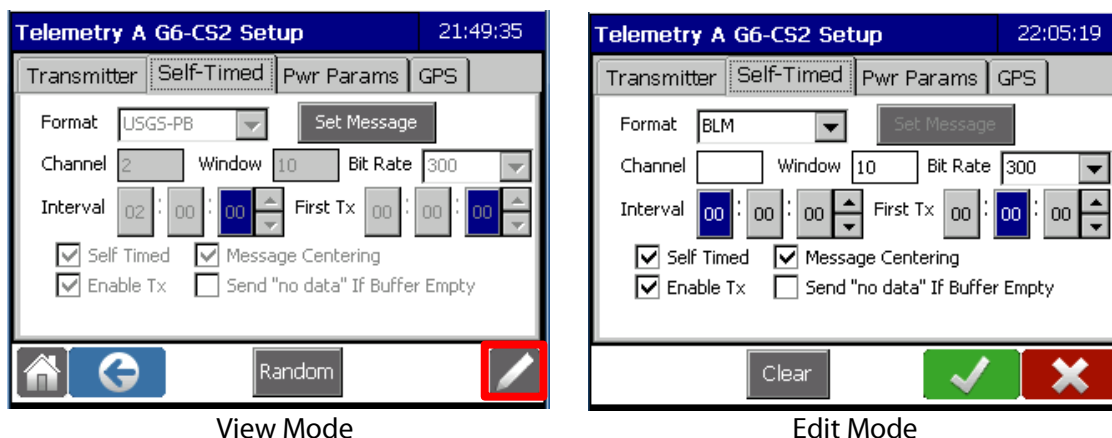 Telemetry A G6-CS2 Setup 21:49:35
Transmitter Self-Timed Pwr Params GPS
Format USGS-PB Set Message
Channel 2 Window 10 Bit Rate 300
Interval 02 : 00 : 00 First Tx 00 : 00 : 00
Self Timed Message Centering
Enable Tx Send "no data" If Buffer Empty
Random
View Mode
Telemetry A G6-CS2 Setup 22:05:19
Transmitter Self-Timed Pwr Params GPS
Format BLM Set Message
Channel Window 10 Bit Rate 300
Interval 00 : 00 : 00 First Tx 00 : 00 : 00
Self Timed Message Centering
Enable Tx Send "no data" If Buffer Empty
Clear
Edit Mode